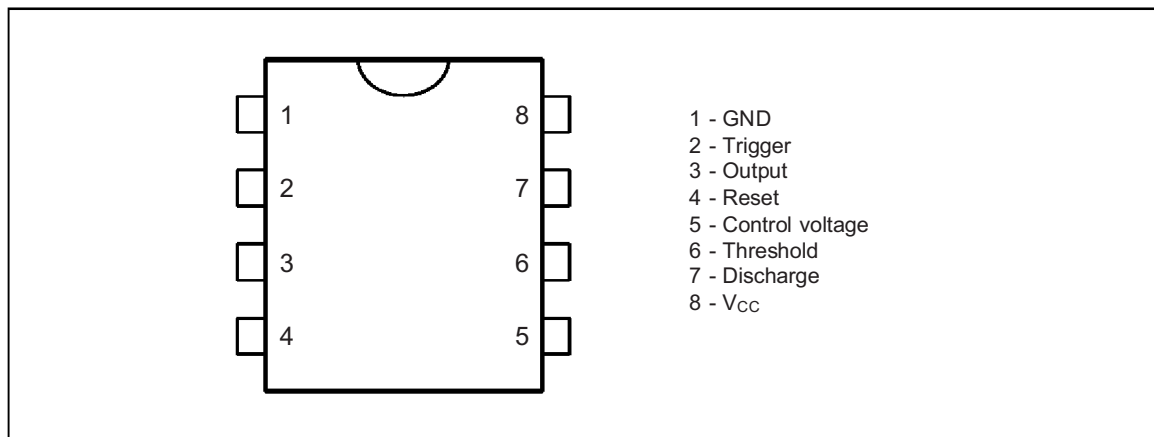 1 8
2 7
3 6
4 5
1 - GND
2 - Trigger
3 - Output
4 - Reset
5 - Control voltage
6 - Threshold
7 - Discharge
8 - VCC